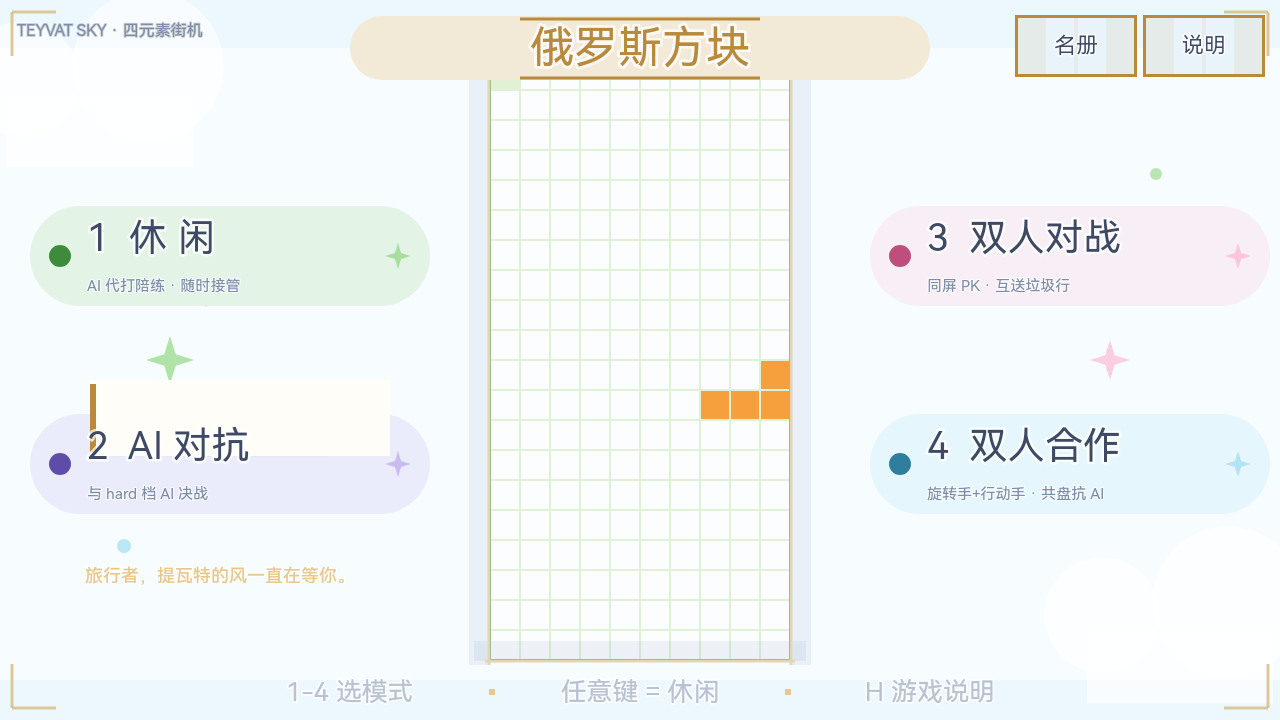 TEYVAT SKY · 四元素街机
俄罗斯方块
名册
说明
1 休 闲
AI 代打陪练 · 随时接管
2 AI 对抗
与 hard 档 AI 决战
旅行者，提瓦特的风一直在等你。
3 双人对战
同屏 PK · 互送垃圾行
4 双人合作
旋转手+行动手 · 共盘抗 AI
1-4 选模式 · 任意键 = 休闲 · H 游戏说明